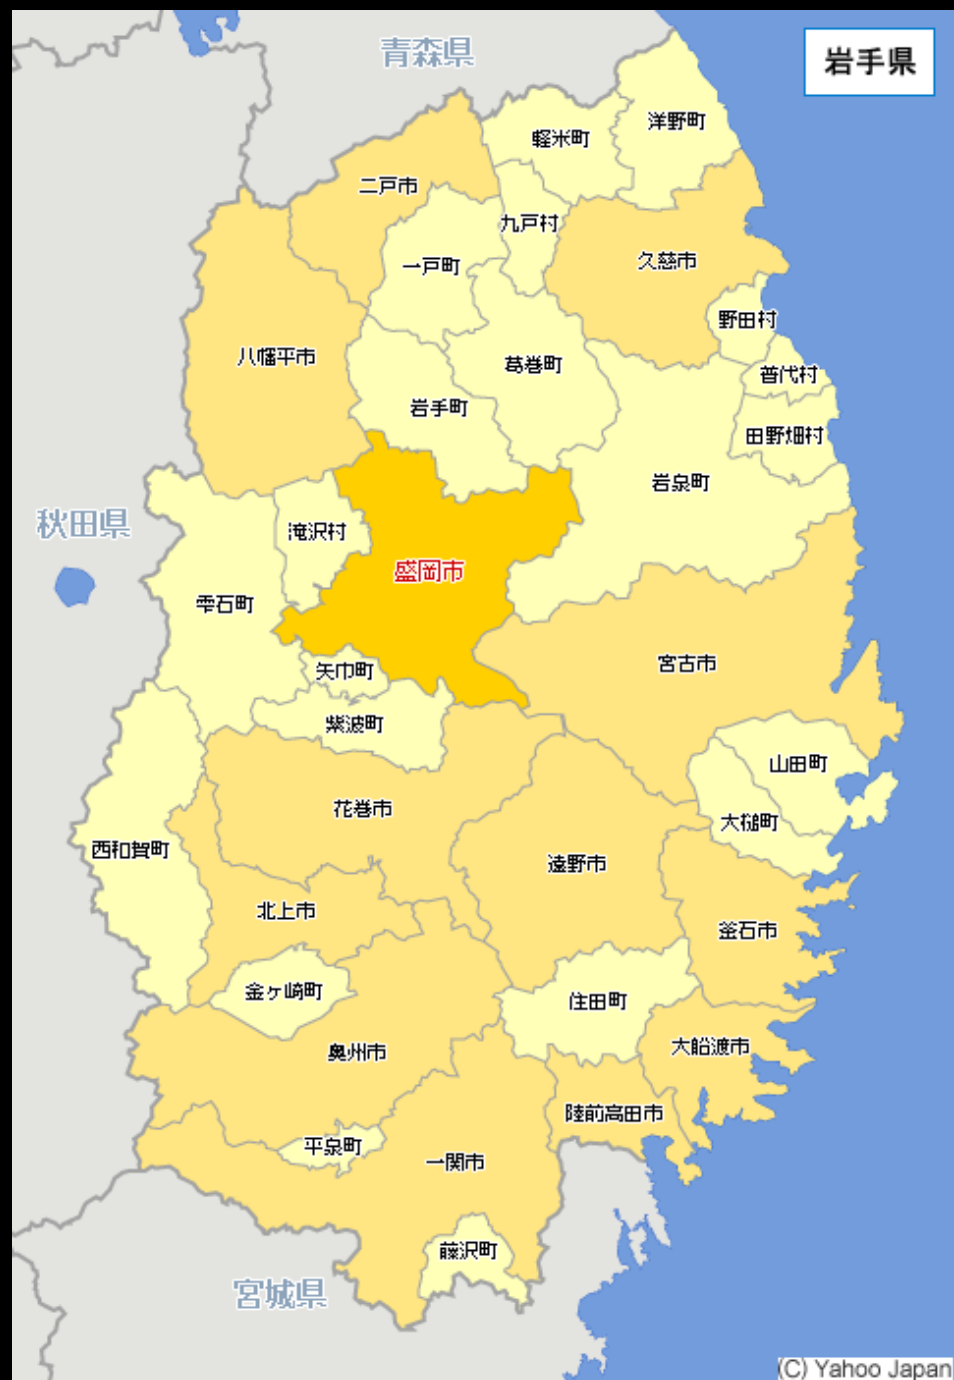 岩手県
青森県
洋野町
軽米町
二戸市
九戸村
久慈市
一戸町
野田村
八幡平市
葛巻町
普代村
岩手町
田野畑村
岩泉町
秋田県
滝沢村
盛岡市
雫石町
宮古市
矢巾町
紫波町
山田町
花巻市
大槌町
西和賀町
遠野市
北上市
釜石市
金ヶ崎町
住田町
奥州市
大船渡市
陸前高田市
平泉町
一関市
藤沢町
宮城県
(C) Yahoo Japan